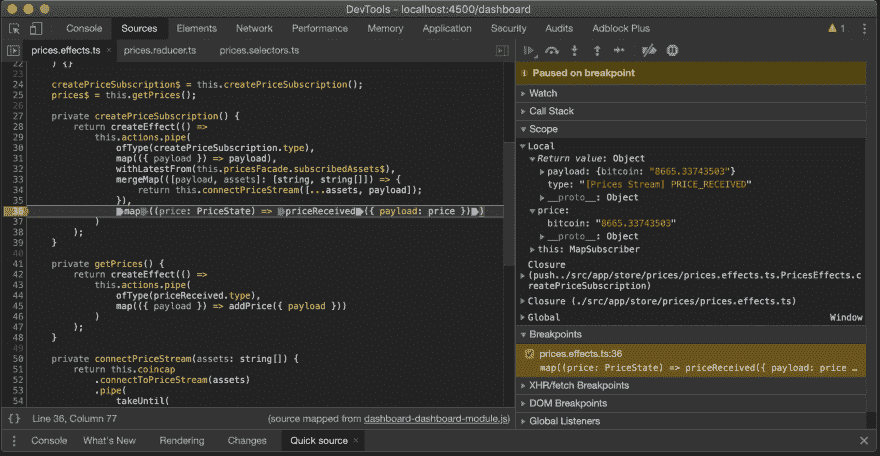 DevTools - localhost:4500/dashboard
Console Sources Elements Network Performance Memory Application Security Audits Adblock Plus 1
prices.effects.ts × prices.raducer.ts prices.selectors.ts
22 ) {}
23
24 createPriceSubscription$ = this.createPriceSubscription();
25 prices$ = this.getPrices();
26
27 private createPriceSubscription() {
28 return createEffect(() =>
29 this.actions.pipe(
30 ofType(createPriceSubscription.type),
31 map(({ payload }) => payload),
32 withLatestFrom(this.pricesFacade.subscribedAssets$),
33 mergeMap(([payload, assets]: [string, string[]]) => {
34 return this.connectPriceStream([...assets, payload]);
35 }),
36 map((price: PriceState) => priceReceived({ payload: price }))
37 )
38 );
39 }
40
41 private getPrices() {
42 return createEffect(() =>
43 this.actions.pipe(
44 ofType(priceReceived.type),
45 map(({ payload }) => addPrice({ payload }))
46 )
47 );
48 }
49
50 private connectPriceStream(assets: string[]) {
51 return this.coincap
52 .connectToPriceStream(assets)
53 .pipe(
54 takeUntil(
{} Line 36, Column 77 (source mapped from dashboard-dashboard-module.js)
Paused on breakpoint
Watch
Call Stack
Scope
Local
Return value: Object
payload: {bitcoin: "8665.33743503"}
type: "[Prices Stream] PRICE_RECEIVED"
__proto__: Object
price:
bitcoin: "8665.33743503"
__proto__: Object
this: MapSubscriber
Closure
(push../src/app/store/prices/prices.effects.ts.PricesEffects.c
reatePriceSubscription)
Closure (./src/app/store/prices/prices.effects.ts)
Global Window
Breakpoints
prices.effects.ts:36
map((price: PriceState) => priceReceived({ payload: price …
XHR/fetch Breakpoints
DOM Breakpoints
Global Listeners
Console What's New Rendering Changes Quick source ×